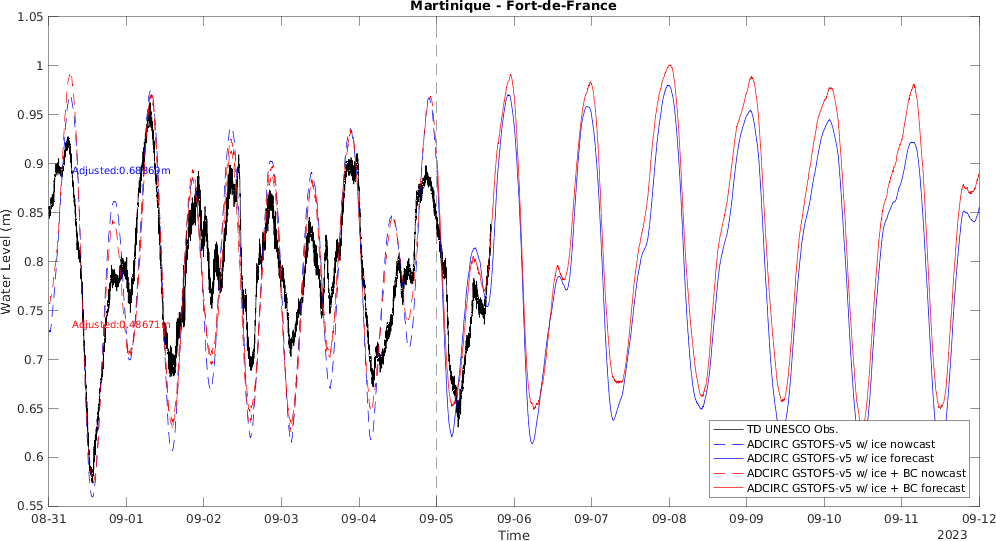 Martinique - Fort-de-France
1.05
1
0.95
0.9
0.85
0.8
0.75
0.7
0.65
0.6
0.55
Water Level (m)
Adjusted:0.68369m
Adjusted:0.48671m
TD UNESCO Obs.
ADCIRC GSTOFS-v5 w/ ice nowcast
ADCIRC GSTOFS-v5 w/ ice forecast
ADCIRC GSTOFS-v5 w/ ice + BC nowcast
ADCIRC GSTOFS-v5 w/ ice + BC forecast
08-31 09-01 09-02 09-03 09-04 09-05 09-06 09-07 09-08 09-09 09-10 09-11 09-12
Time
2023